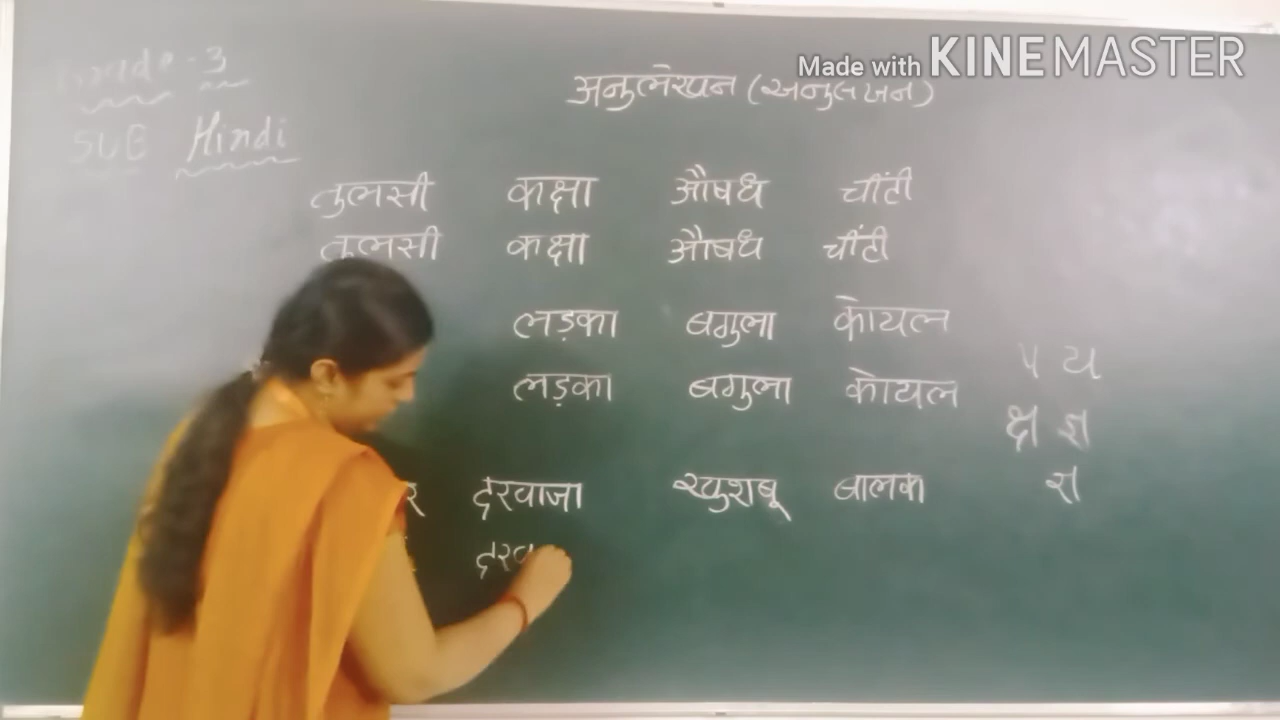 Made with KINEMASTER
Grade - 3
अनुलेखन (अनुलेखन)
SUB Hindi
तुलसी कक्षा औषध चींटी
तुलसी कक्षा औषध चींटी
लड़का बगुला कोयल
प य
लड़का बगुला कोयल
क्ष ज्ञ
र दरवाजा खुशबू बालक
दरव